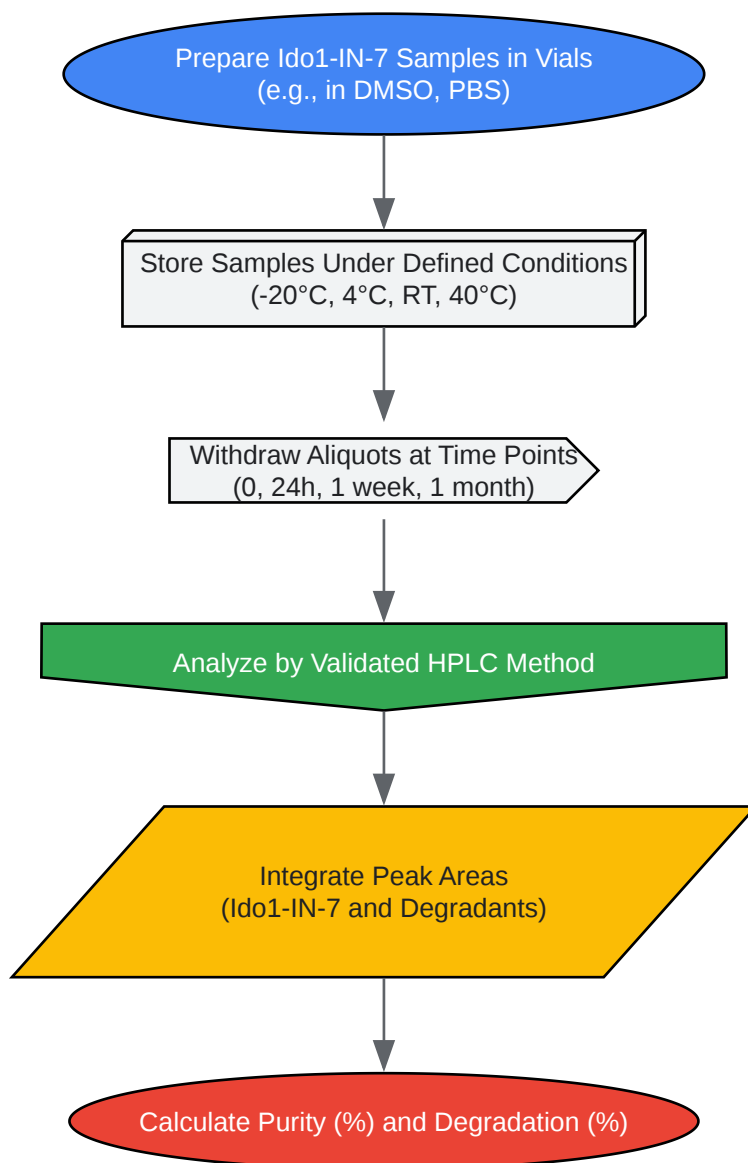 Prepare Ido1-IN-7 Samples in Vials
(e.g., in DMSO, PBS)
Store Samples Under Defined Conditions
(-20°C, 4°C, RT, 40°C)
Withdraw Aliquots at Time Points
(0, 24h, 1 week, 1 month)
Analyze by Validated HPLC Method
Integrate Peak Areas
(Ido1-IN-7 and Degradants)
Calculate Purity (%) and Degradation (%)